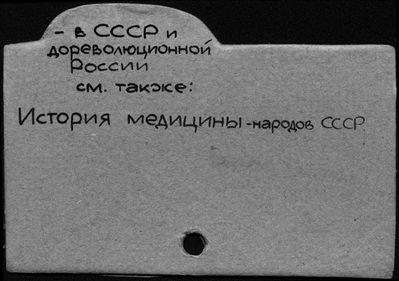 - в СССР и
дореволюционной
России
см. также:
История медицины - народов СССР